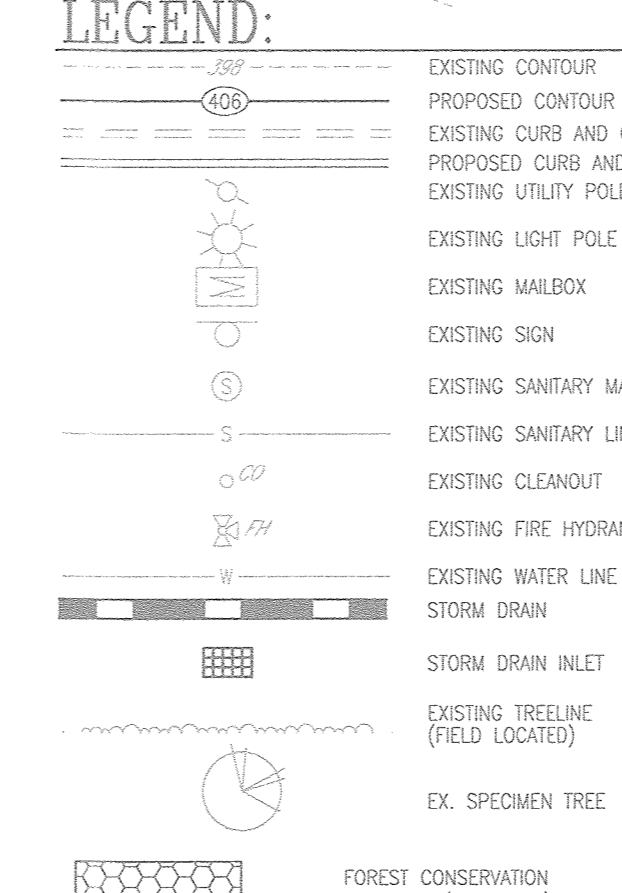 LEGEND:
398 EXISTING CONTOUR
406 PROPOSED CONTOUR
EXISTING CURB AND
PROPOSED CURB AND
EXISTING UTILITY POLE
EXISTING LIGHT POLE
M EXISTING MAILBOX
EXISTING SIGN
S EXISTING SANITARY
S EXISTING SANITARY
CO EXISTING CLEANOUT
FH EXISTING FIRE
W EXISTING WATER LINE
STORM DRAIN
STORM DRAIN INLET
EXISTING TREELINE
(FIELD LOCATED)
EX. SPECIMEN TREE
FOREST CONSERVATION